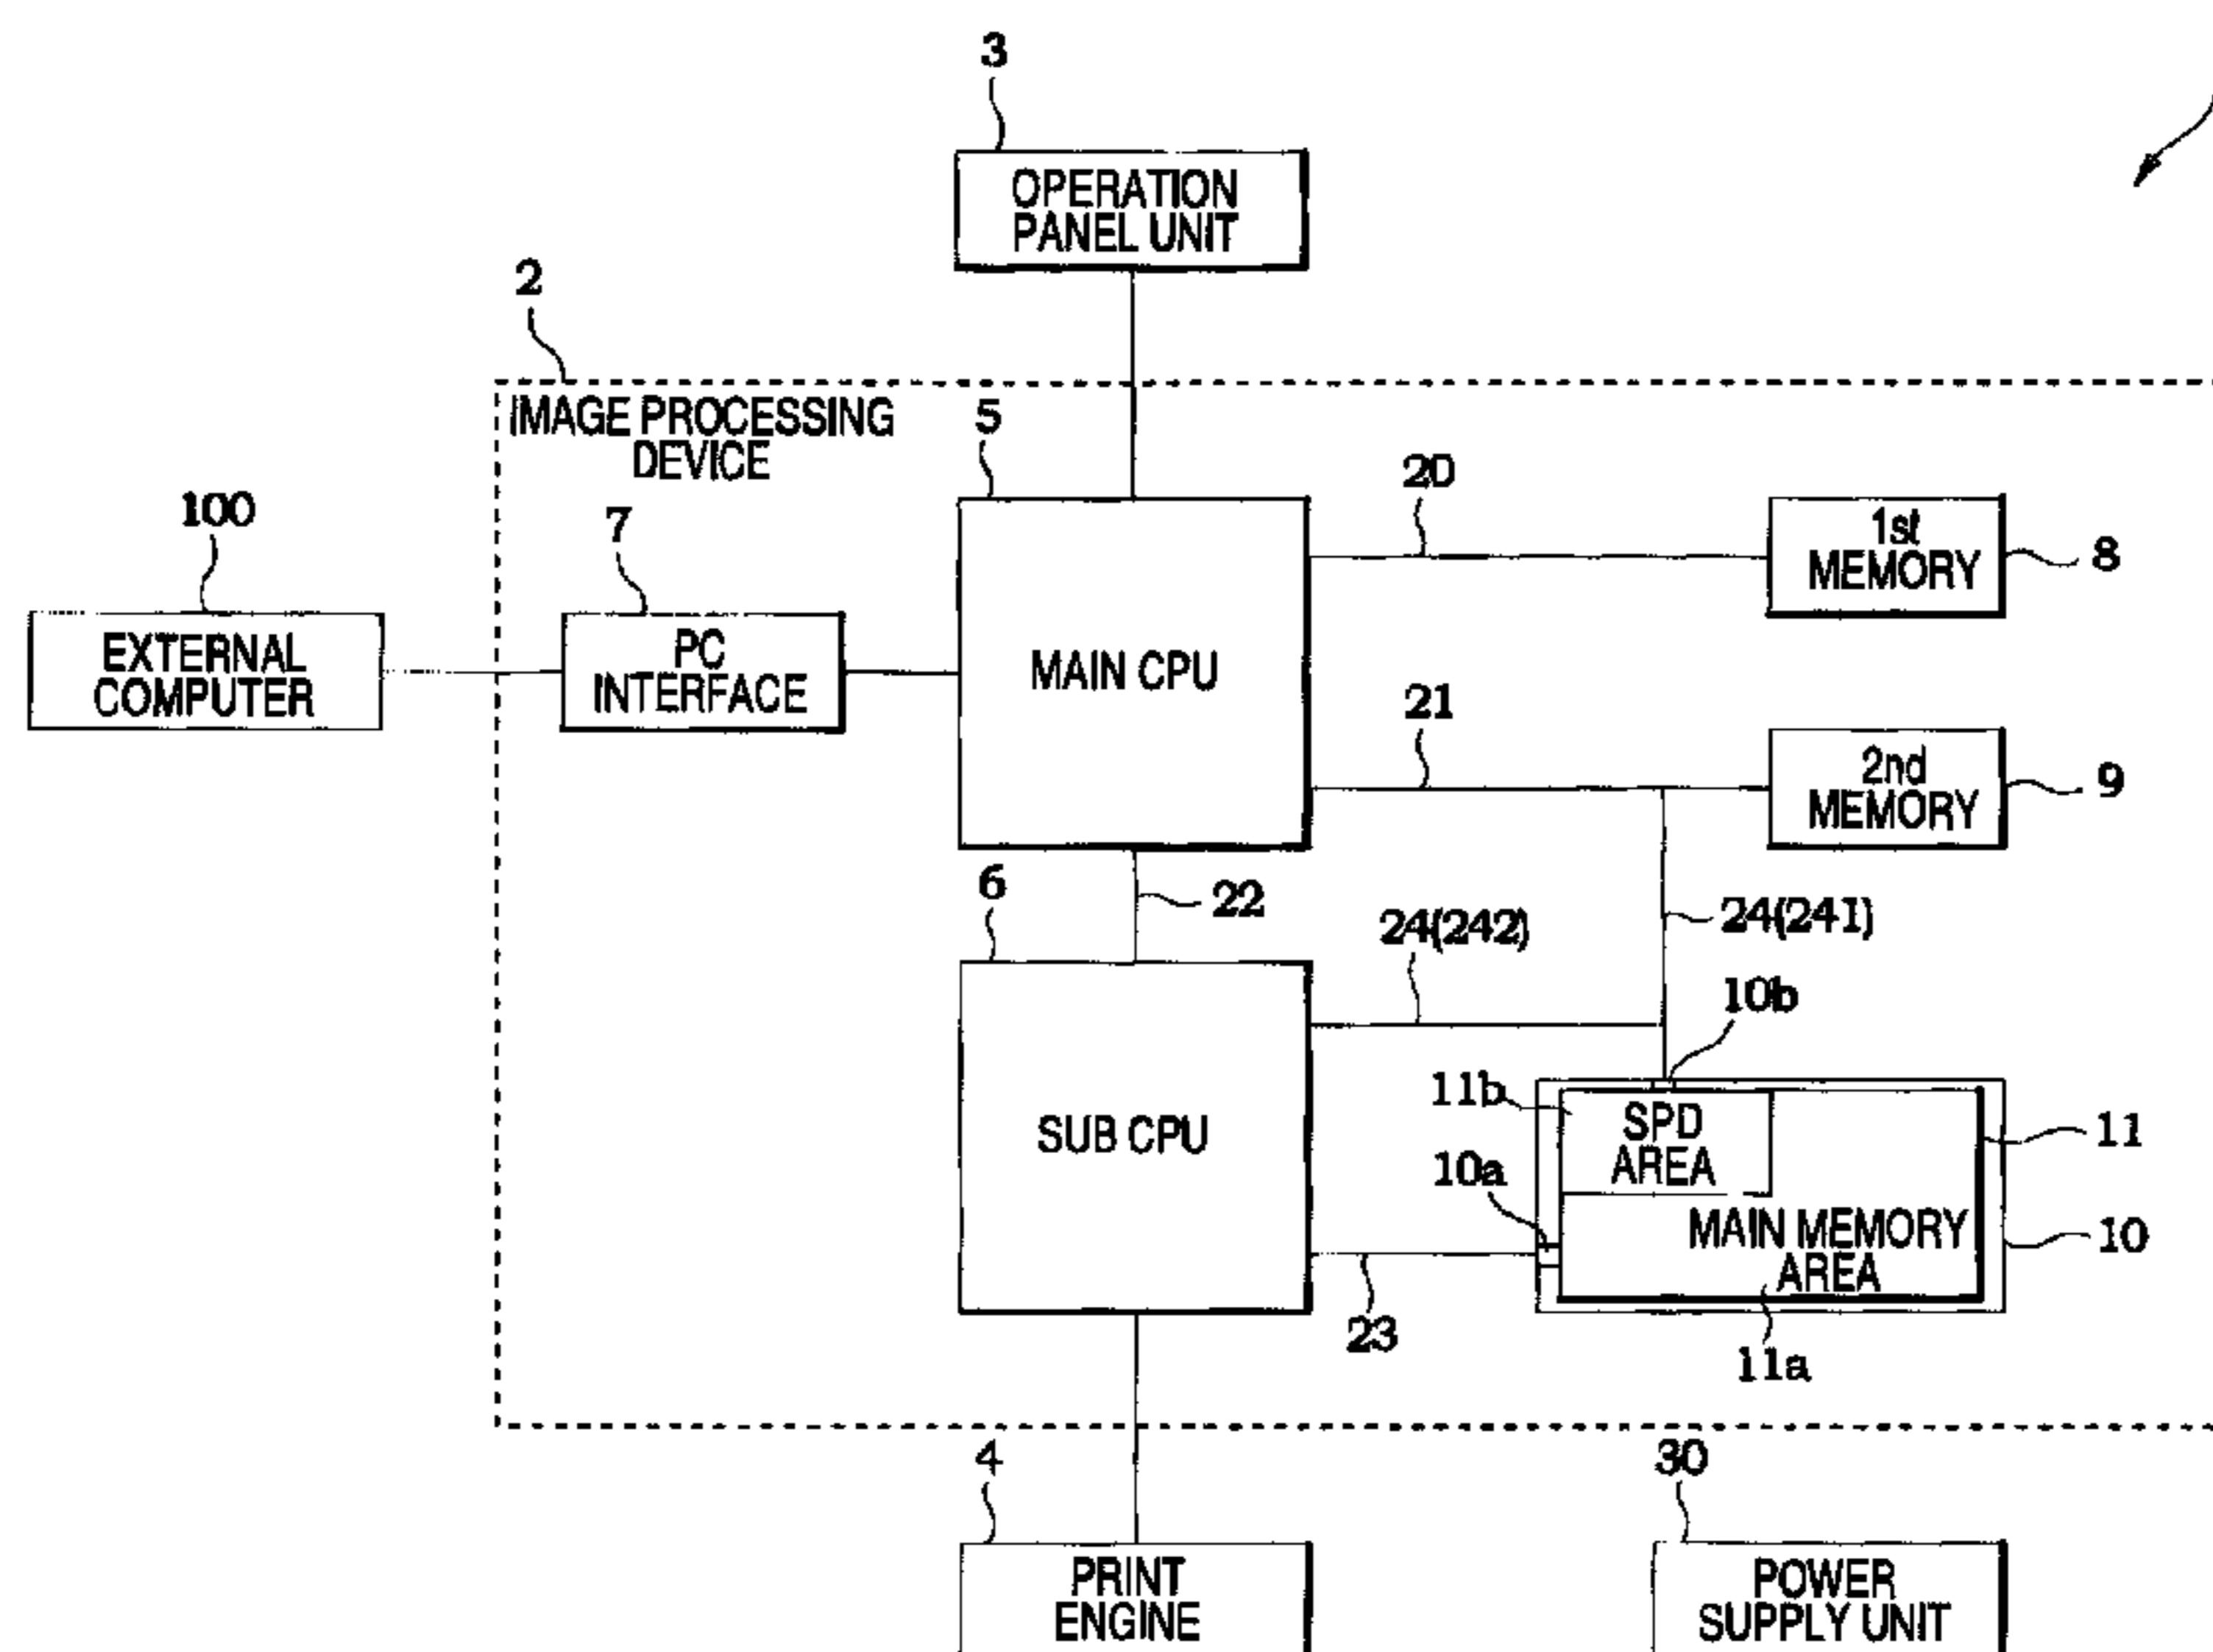 3
OPERATION
PANEL UNIT
2
IMAGE PROCESSING
DEVICE
5
20
1st
MEMORY
8
100
7
EXTERNAL
COMPUTER
PC
INTERFACE
MAIN CPU
21
2nd
MEMORY
9
6
22
24(242)
24(241)
10b
11b
SPD
AREA
11
SUB CPU
10a
MAIN MEMORY
AREA
10
23
11a
4
30
PRINT
ENGINE
POWER
SUPPLY UNIT